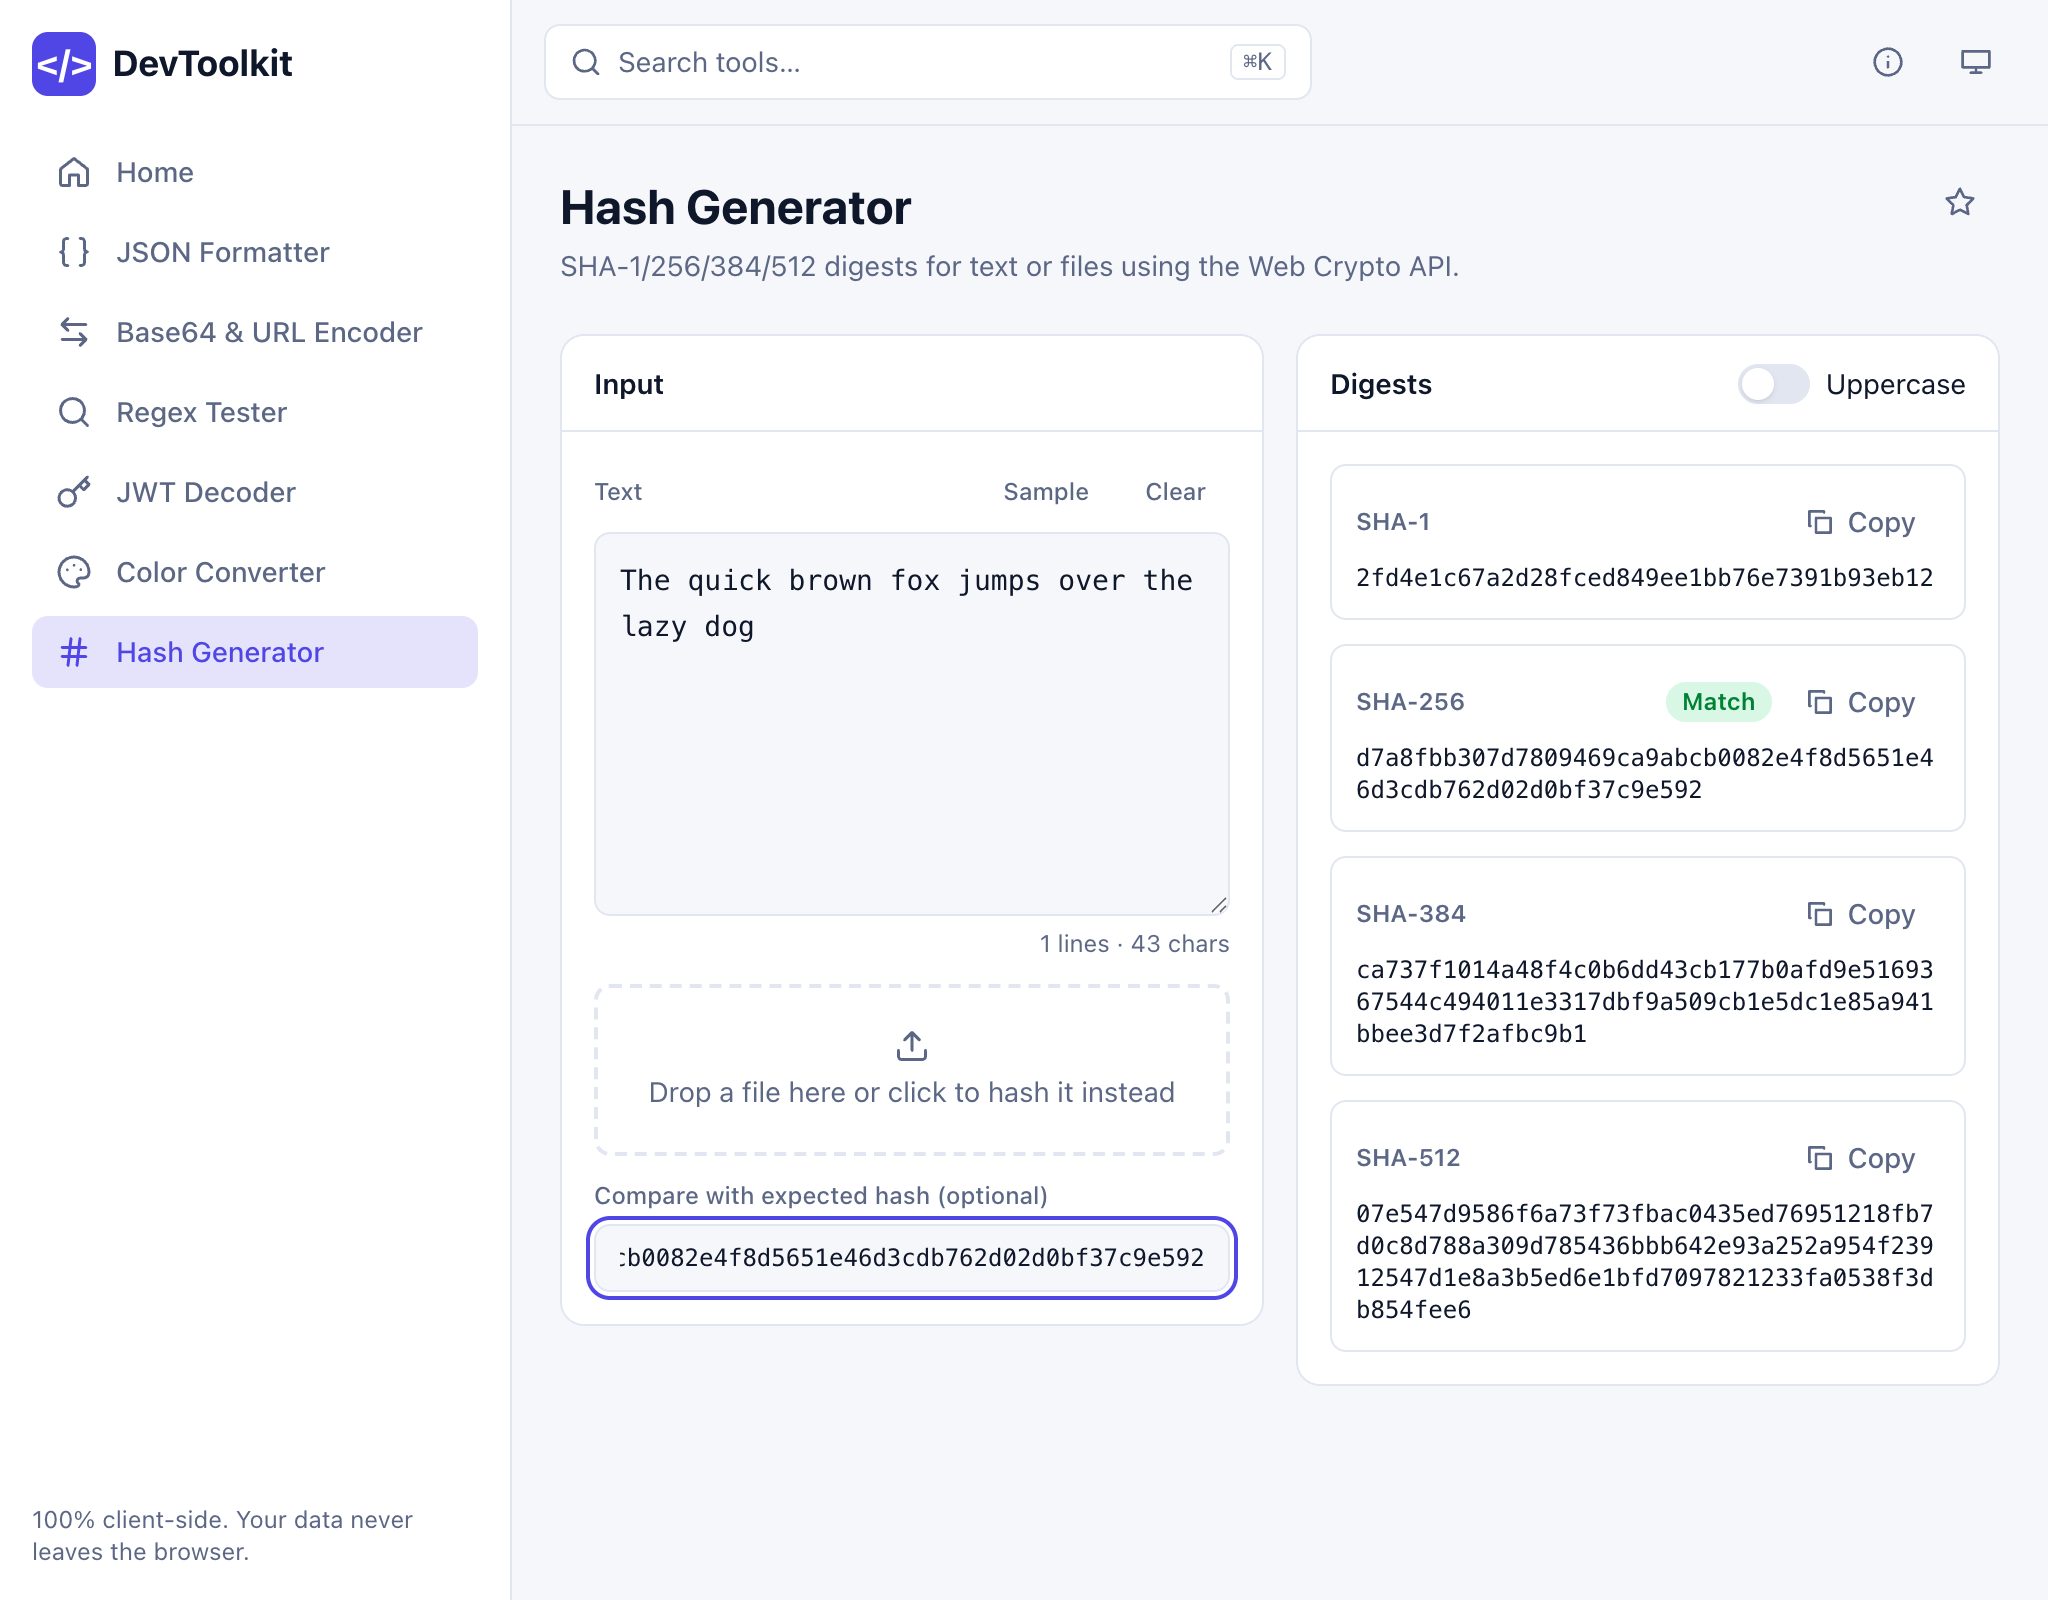 </> DevToolkit
Home
JSON Formatter
Base64 & URL Encoder
Regex Tester
JWT Decoder
Color Converter
Hash Generator
100% client-side. Your data never
leaves the browser.
Search tools...
⌘K
Hash Generator
SHA-1/256/384/512 digests for text or files using the Web Crypto API.
Input
Text
Sample
Clear
The quick brown fox jumps over the
lazy dog
1 lines · 43 chars
Drop a file here or click to hash it instead
Compare with expected hash (optional)
cb0082e4f8d5651e46d3cdb762d02d0bf37c9e592
Digests
Uppercase
SHA-1
Copy
2fd4e1c67a2d28fced849ee1bb76e7391b93eb12
SHA-256
Match
Copy
d7a8fbb307d7809469ca9abcb0082e4f8d5651e4
6d3cdb762d02d0bf37c9e592
SHA-384
Copy
ca737f1014a48f4c0b6dd43cb177b0afd9e51693
67544c494011e3317dbf9a509cb1e5dc1e85a941
bbee3d7f2afbc9b1
SHA-512
Copy
07e547d9586f6a73f73fbac0435ed76951218fb7
d0c8d788a309d785436bbb642e93a252a954f239
12547d1e8a3b5ed6e1bfd7097821233fa0538f3d
b854fee6